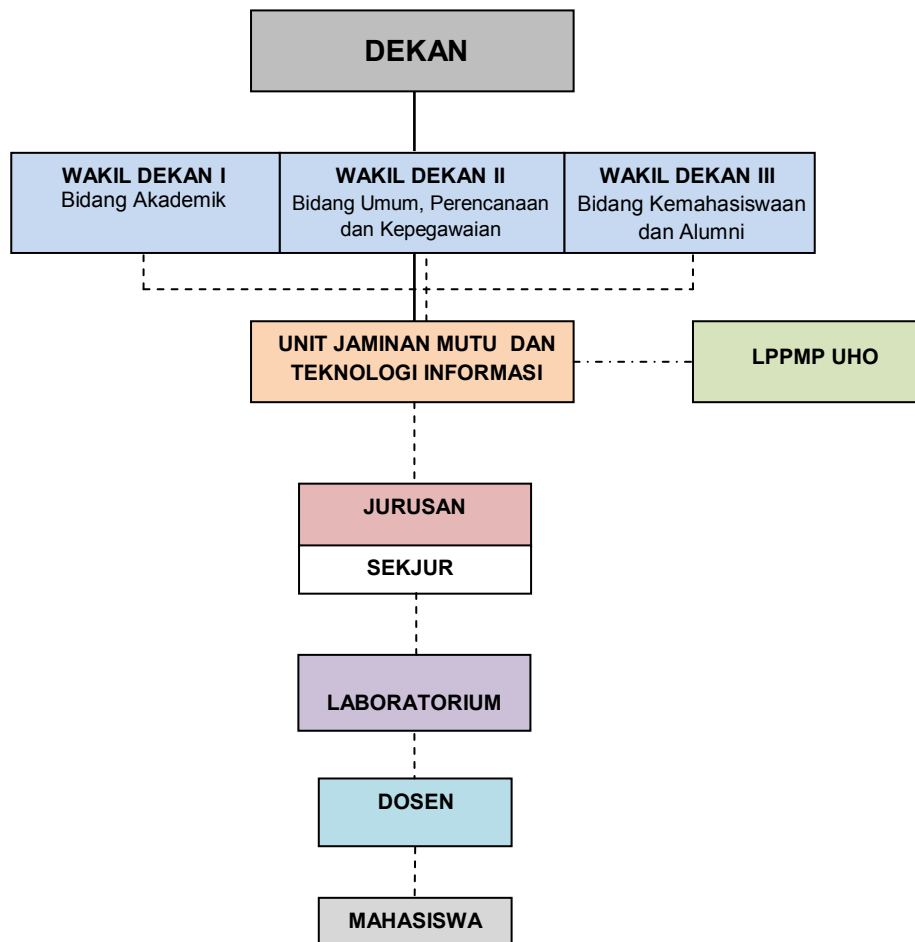 DEKAN
WAKIL DEKAN I
Bidang Akademik
WAKIL DEKAN II
Bidang Umum, Perencanaan
dan Kepegawaian
WAKIL DEKAN III
Bidang Kemahasiswaan
dan Alumni
UNIT JAMINAN MUTU DAN
TEKNOLOGI INFORMASI
LPPMP UHO
JURUSAN
SEKJUR
LABORATORIUM
DOSEN
MAHASISWA